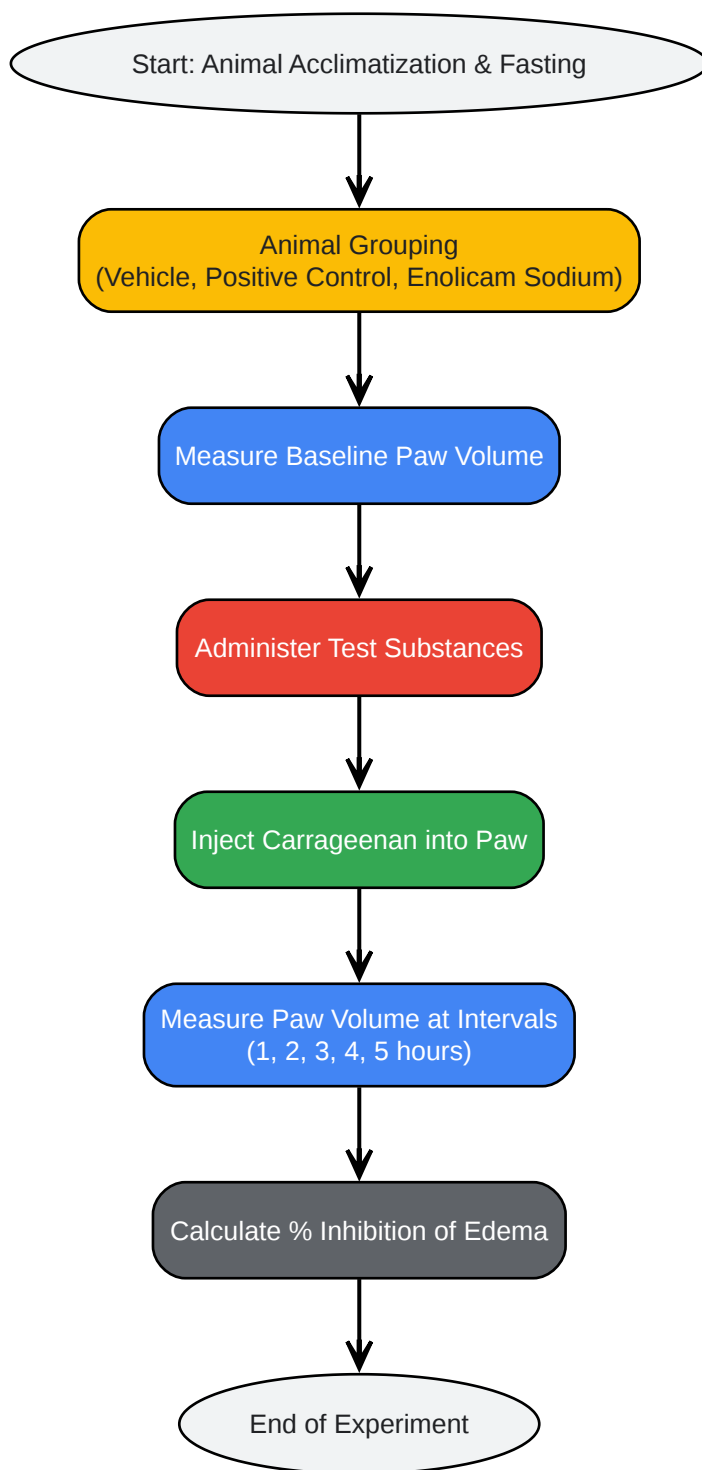 Start: Animal Acclimatization & Fasting
Animal Grouping
(Vehicle, Positive Control, Enolicam Sodium)
Measure Baseline Paw Volume
Administer Test Substances
Inject Carrageenan into Paw
Measure Paw Volume at Intervals
(1, 2, 3, 4, 5 hours)
Calculate % Inhibition of Edema
End of Experiment